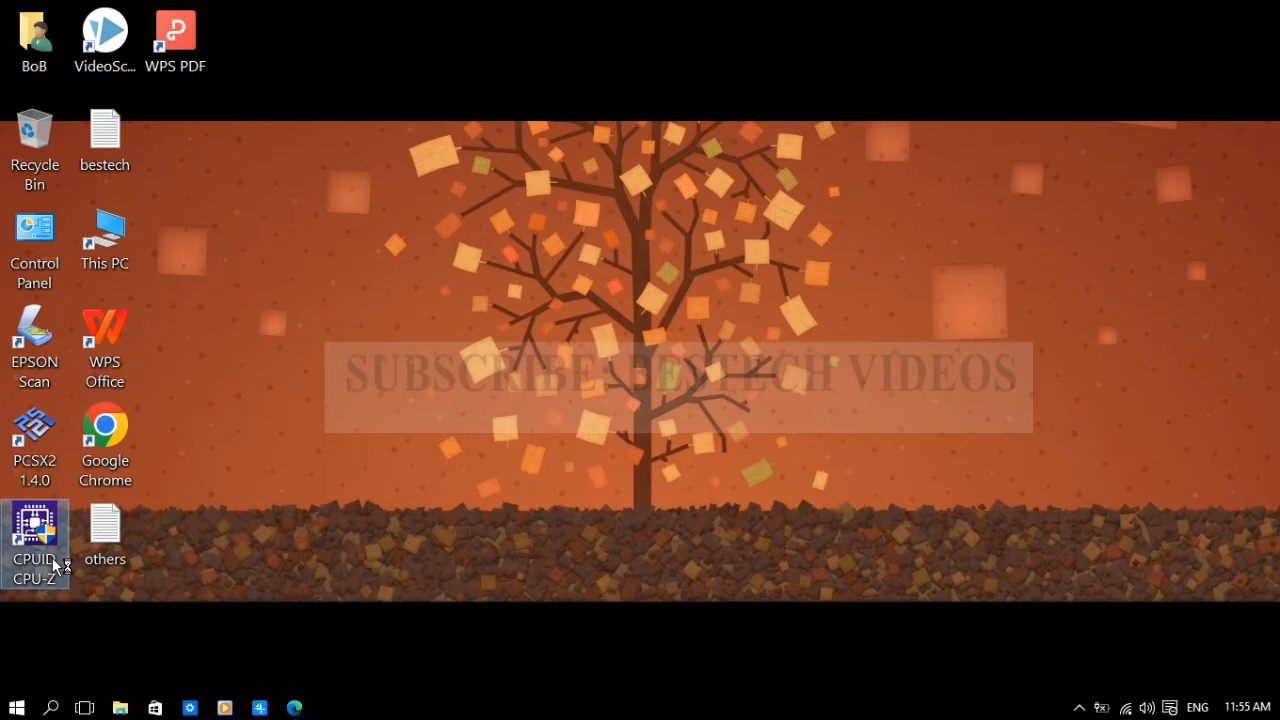 BoB
VideoSc...
WPS PDF
Recycle
Bin
bestech
Control
Panel
This PC
EPSON
Scan
WPS
Office
PCSX2
1.4.0
Google
Chrome
CPUID
CPU-Z
others
SUBSCRIBE BESTECH VIDEOS
ENG
11:55 AM